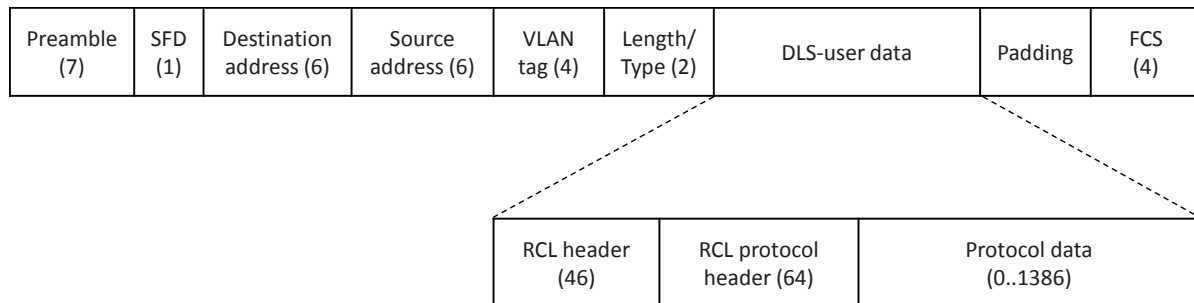 Preamble
(7)
SFD
(1)
Destination
address (6)
Source
address (6)
VLAN
tag (4)
Length/
Type (2)
DLS-user data
Padding
FCS
(4)
RCL header
(46)
RCL protocol
header (64)
Protocol data
(0..1386)